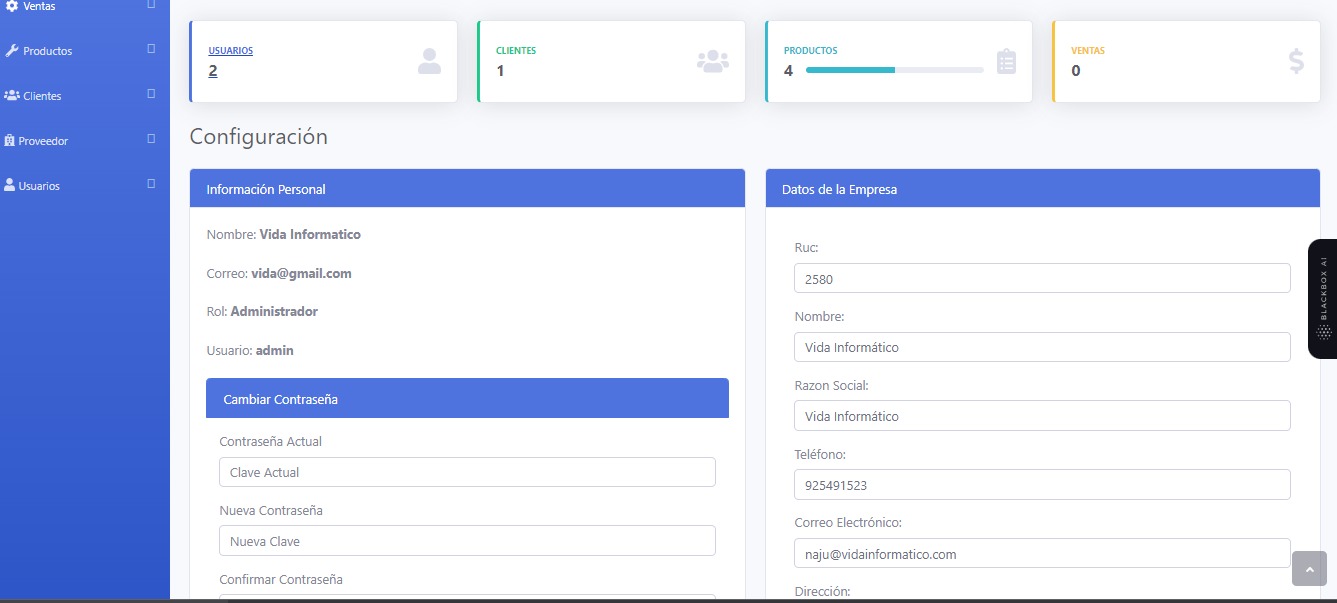 Ventas
Productos
Clientes
Proveedor
Usuarios
USUARIOS
2
CLIENTES
1
PRODUCTOS
4
VENTAS
0
Configuración
Información Personal
Nombre: Vida Informatico
Correo: vida@gmail.com
Rol: Administrador
Usuario: admin
Cambiar Contraseña
Contraseña Actual
Clave Actual
Nueva Contraseña
Nueva Clave
Confirmar Contraseña
Datos de la Empresa
Ruc:
2580
Nombre:
Vida Informático
Razon Social:
Vida Informático
Teléfono:
925491523
Correo Electrónico:
naju@vidainformatico.com
Dirección:
BLACKBOX AI